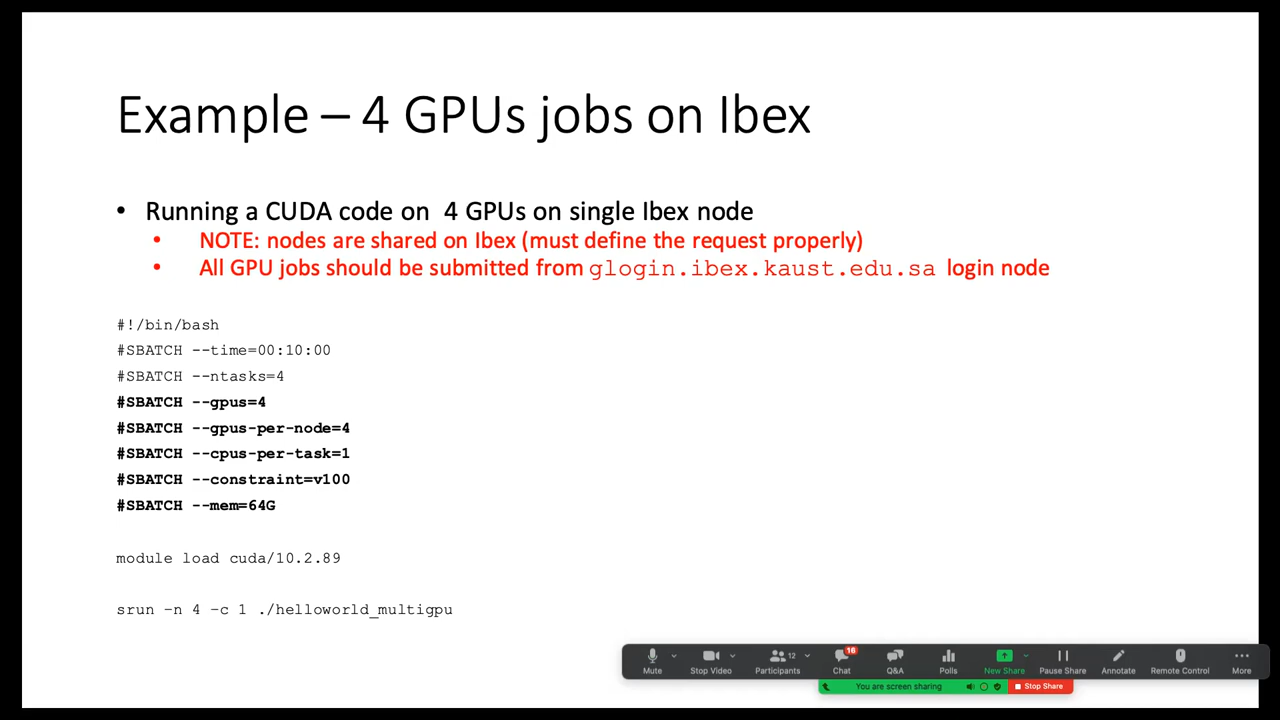 Example – 4 GPUs jobs on Ibex
• Running a CUDA code on 4 GPUs on single Ibex node
• NOTE: nodes are shared on Ibex (must define the request properly)
• All GPU jobs should be submitted from glogin.ibex.kaust.edu.sa login node
#!/bin/bash
#SBATCH --time=00:10:00
#SBATCH --ntasks=4
#SBATCH --gpus=4
#SBATCH --gpus-per-node=4
#SBATCH --cpus-per-task=1
#SBATCH --constraint=v100
#SBATCH --mem=64G
module load cuda/10.2.89
srun –n 4 –c 1 ./helloworld_multigpu
12 16
Mute Stop Video Participants Chat Q&A Polls New Share Pause Share Annotate Remote Control More
You are screen sharing Stop Share